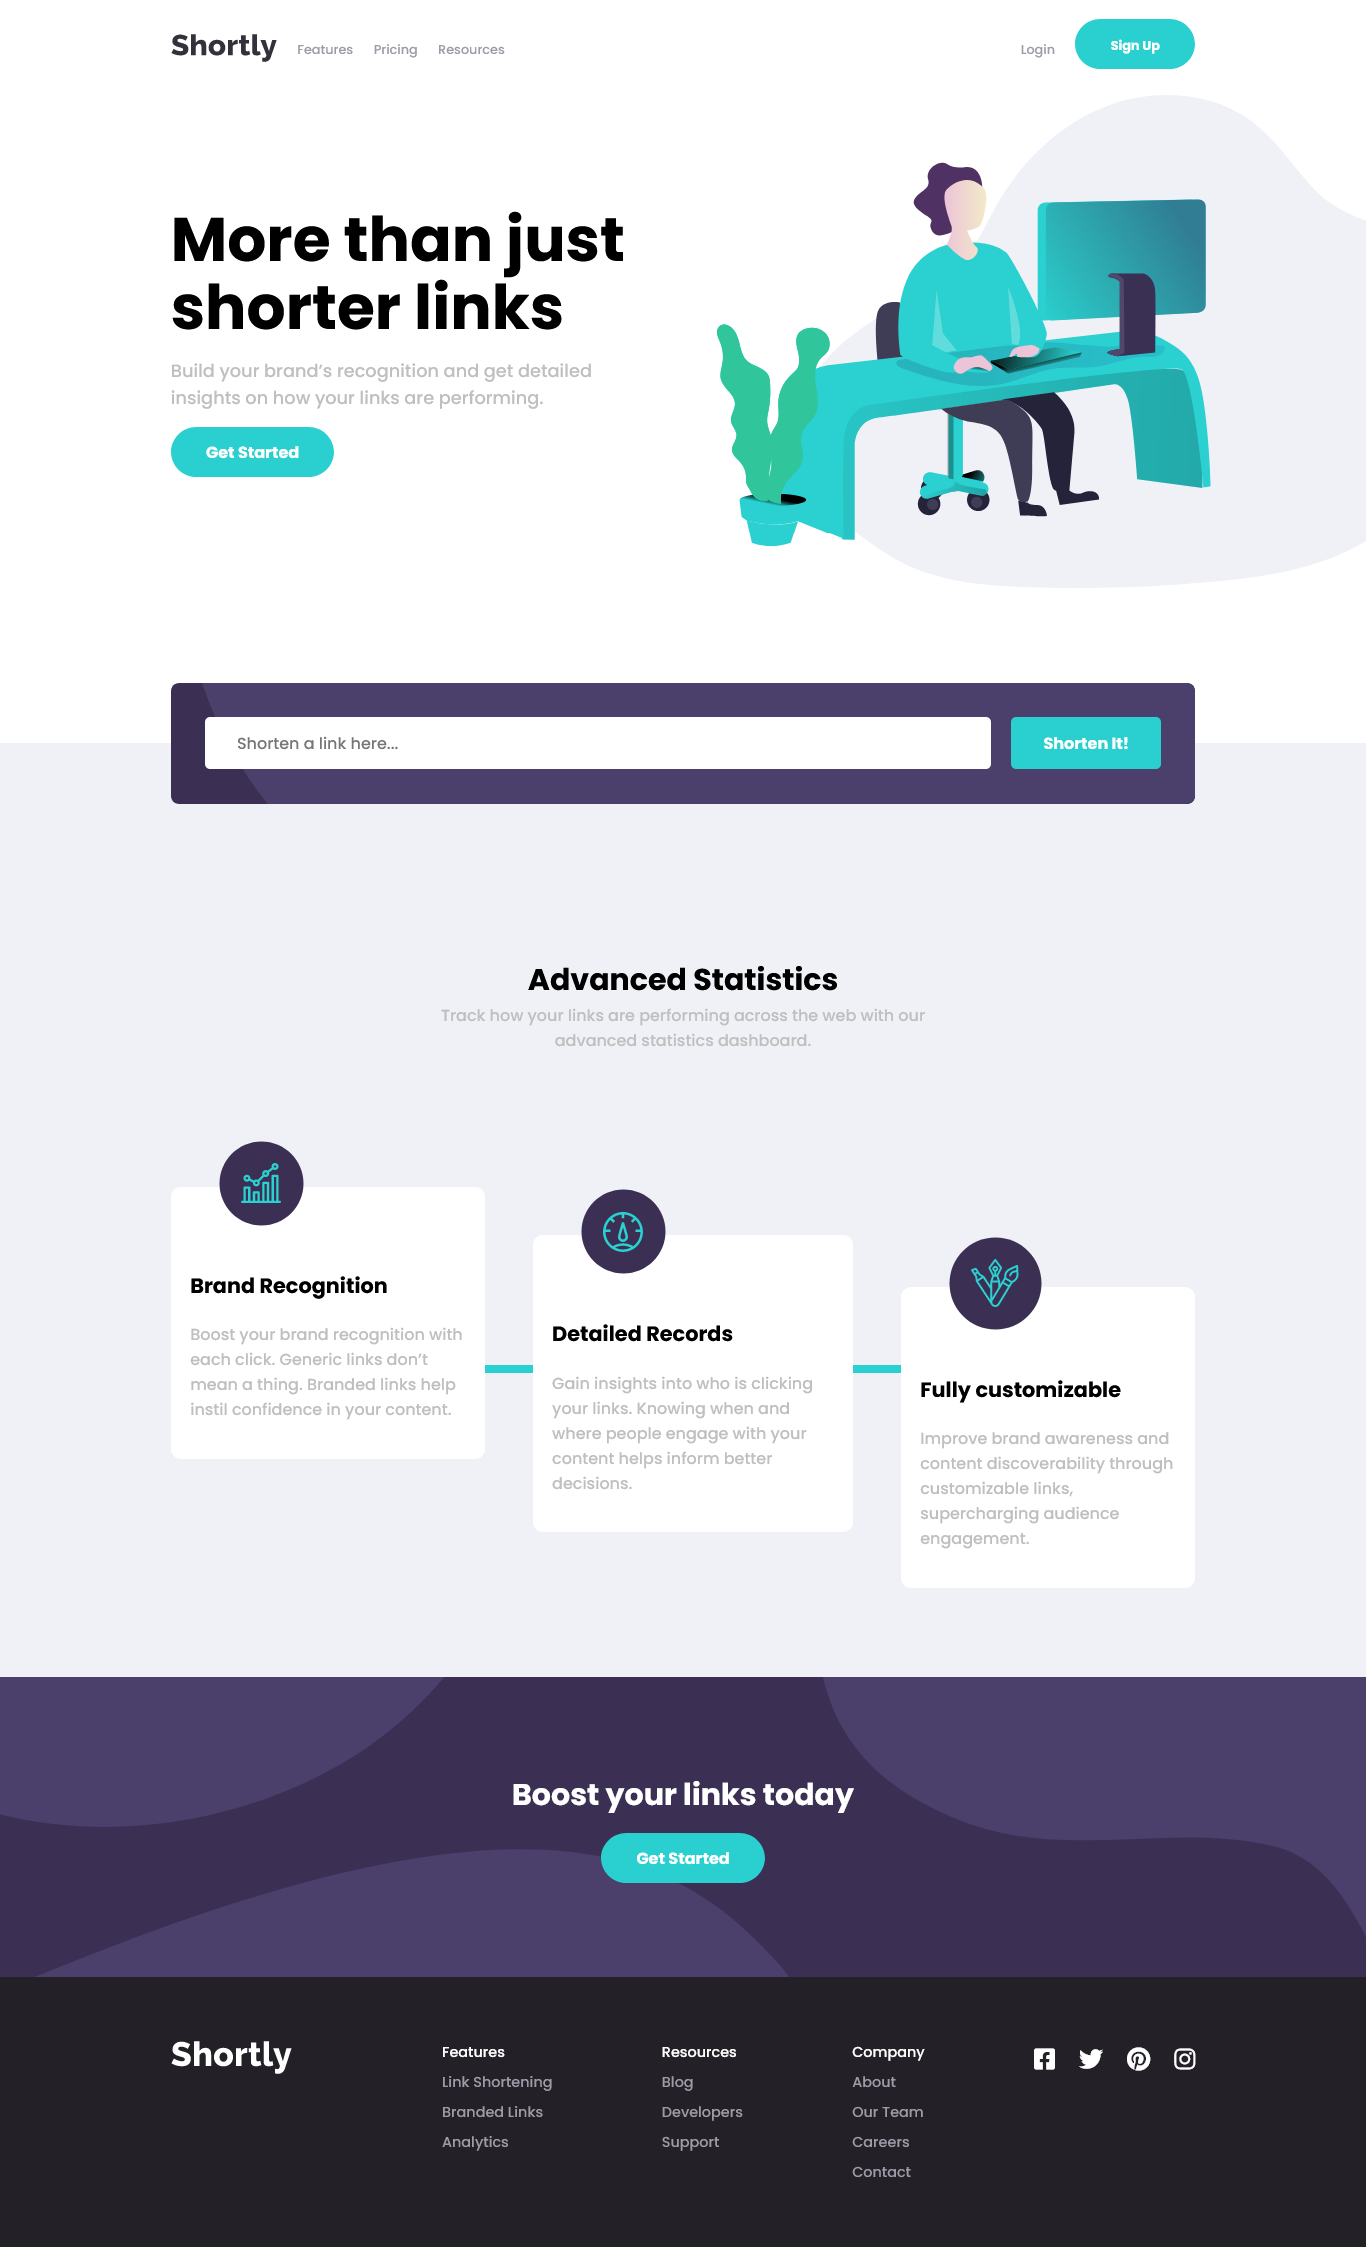 Shortly
Features
Pricing
Resources
Login
Sign Up
More than just
shorter links
Build your brand’s recognition and get detailed
insights on how your links are performing.
Get Started
Shorten a link here...
Shorten It!
Advanced Statistics
Track how your links are performing across the web with our
advanced statistics dashboard.
Brand Recognition
Boost your brand recognition with
each click. Generic links don’t
mean a thing. Branded links help
instil confidence in your content.
Detailed Records
Gain insights into who is clicking
your links. Knowing when and
where people engage with your
content helps inform better
decisions.
Fully customizable
Improve brand awareness and
content discoverability through
customizable links,
supercharging audience
engagement.
Boost your links today
Get Started
Shortly
Features
Link Shortening
Branded Links
Analytics
Resources
Blog
Developers
Support
Company
About
Our Team
Careers
Contact